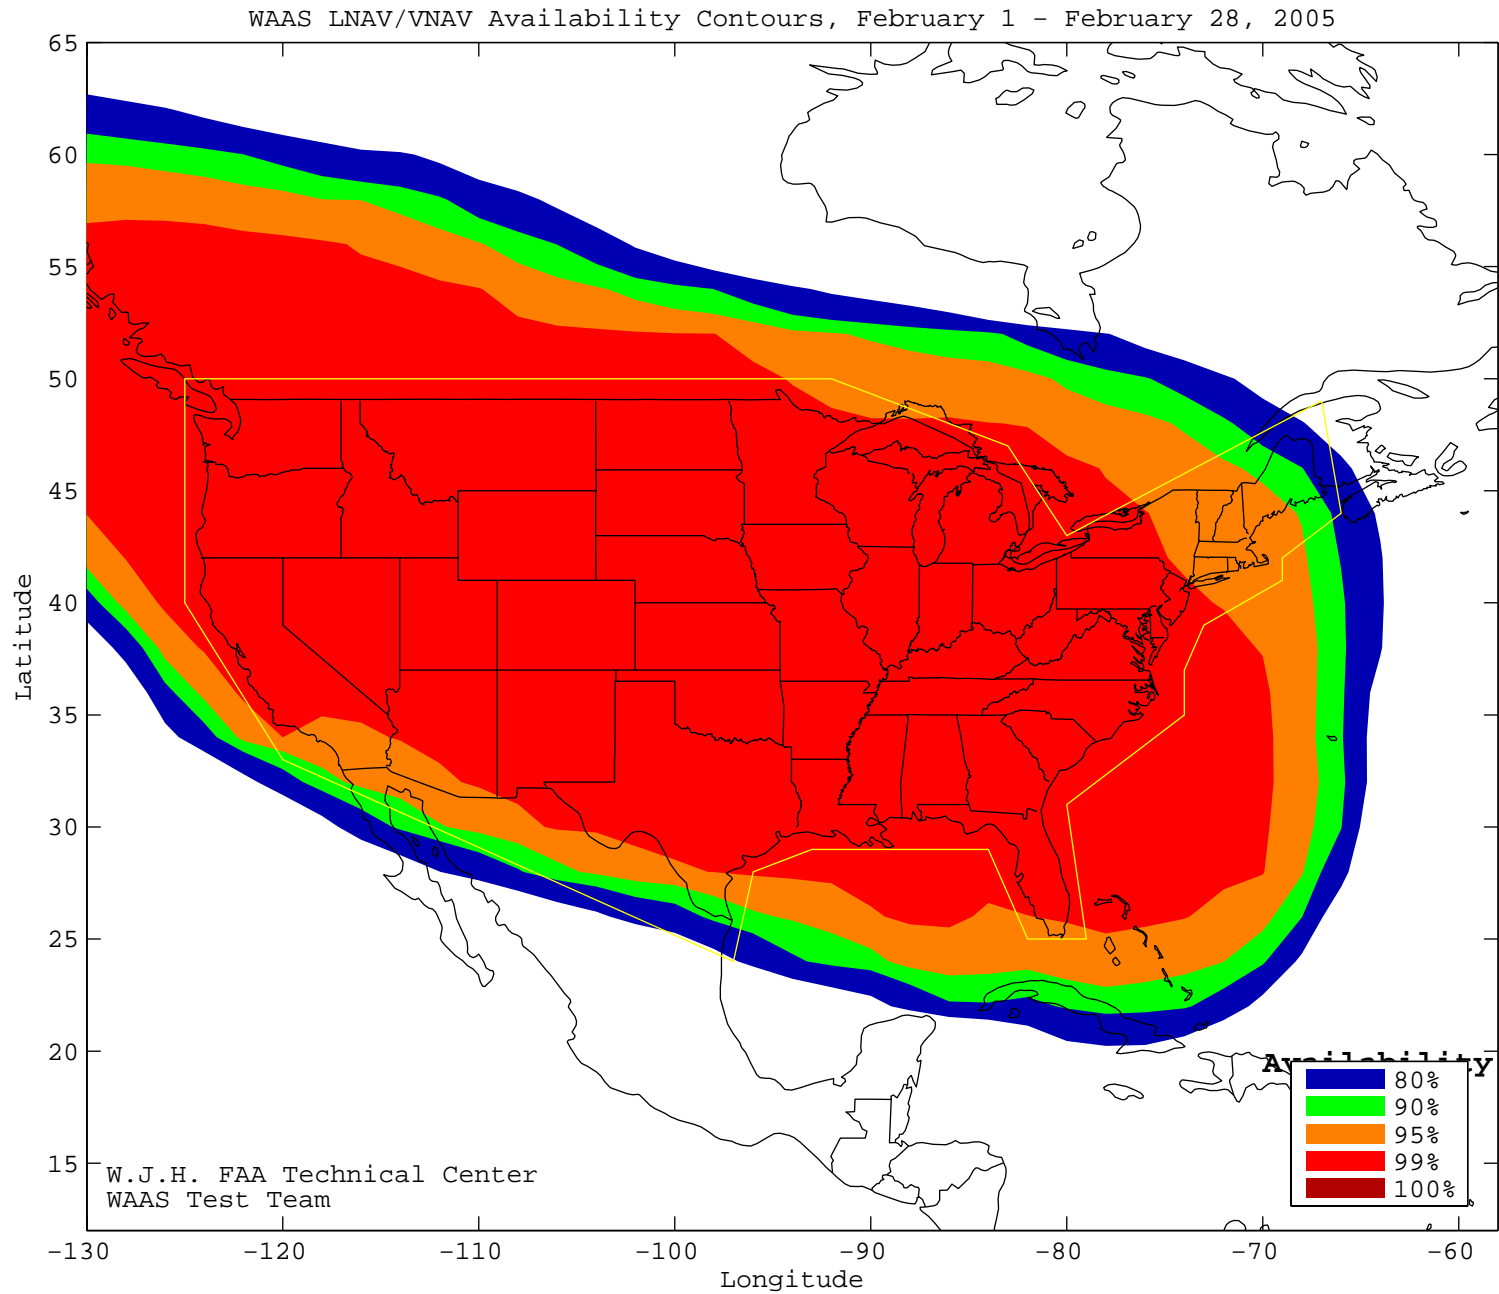 WAAS LNAV/VNAV Availability Contours, February 1 − February 28, 2005
65
60
55
50
45
40
35
30
25
20
15
Latitude
Availability
80%
90%
95%
99%
100%
W.J.H. FAA Technical Center
WAAS Test Team
−130 −120 −110 −100 −90 −80 −70 −60
Longitude